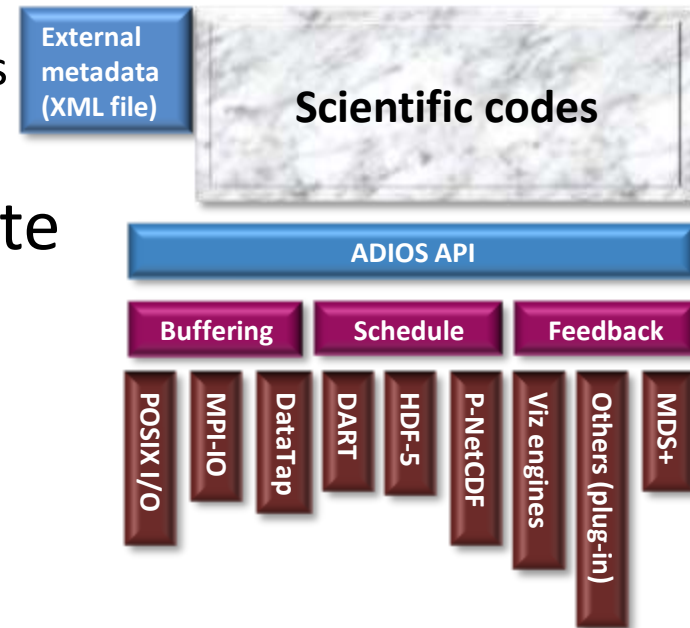 s
External
metadata
(XML file)
Scientific codes
te
ADIOS API
Buffering
Schedule
Feedback
POSIX I/O
MPI-IO
DataTap
DART
HDF-5
P-NetCDF
Viz engines
Others (plug-in)
MDS+